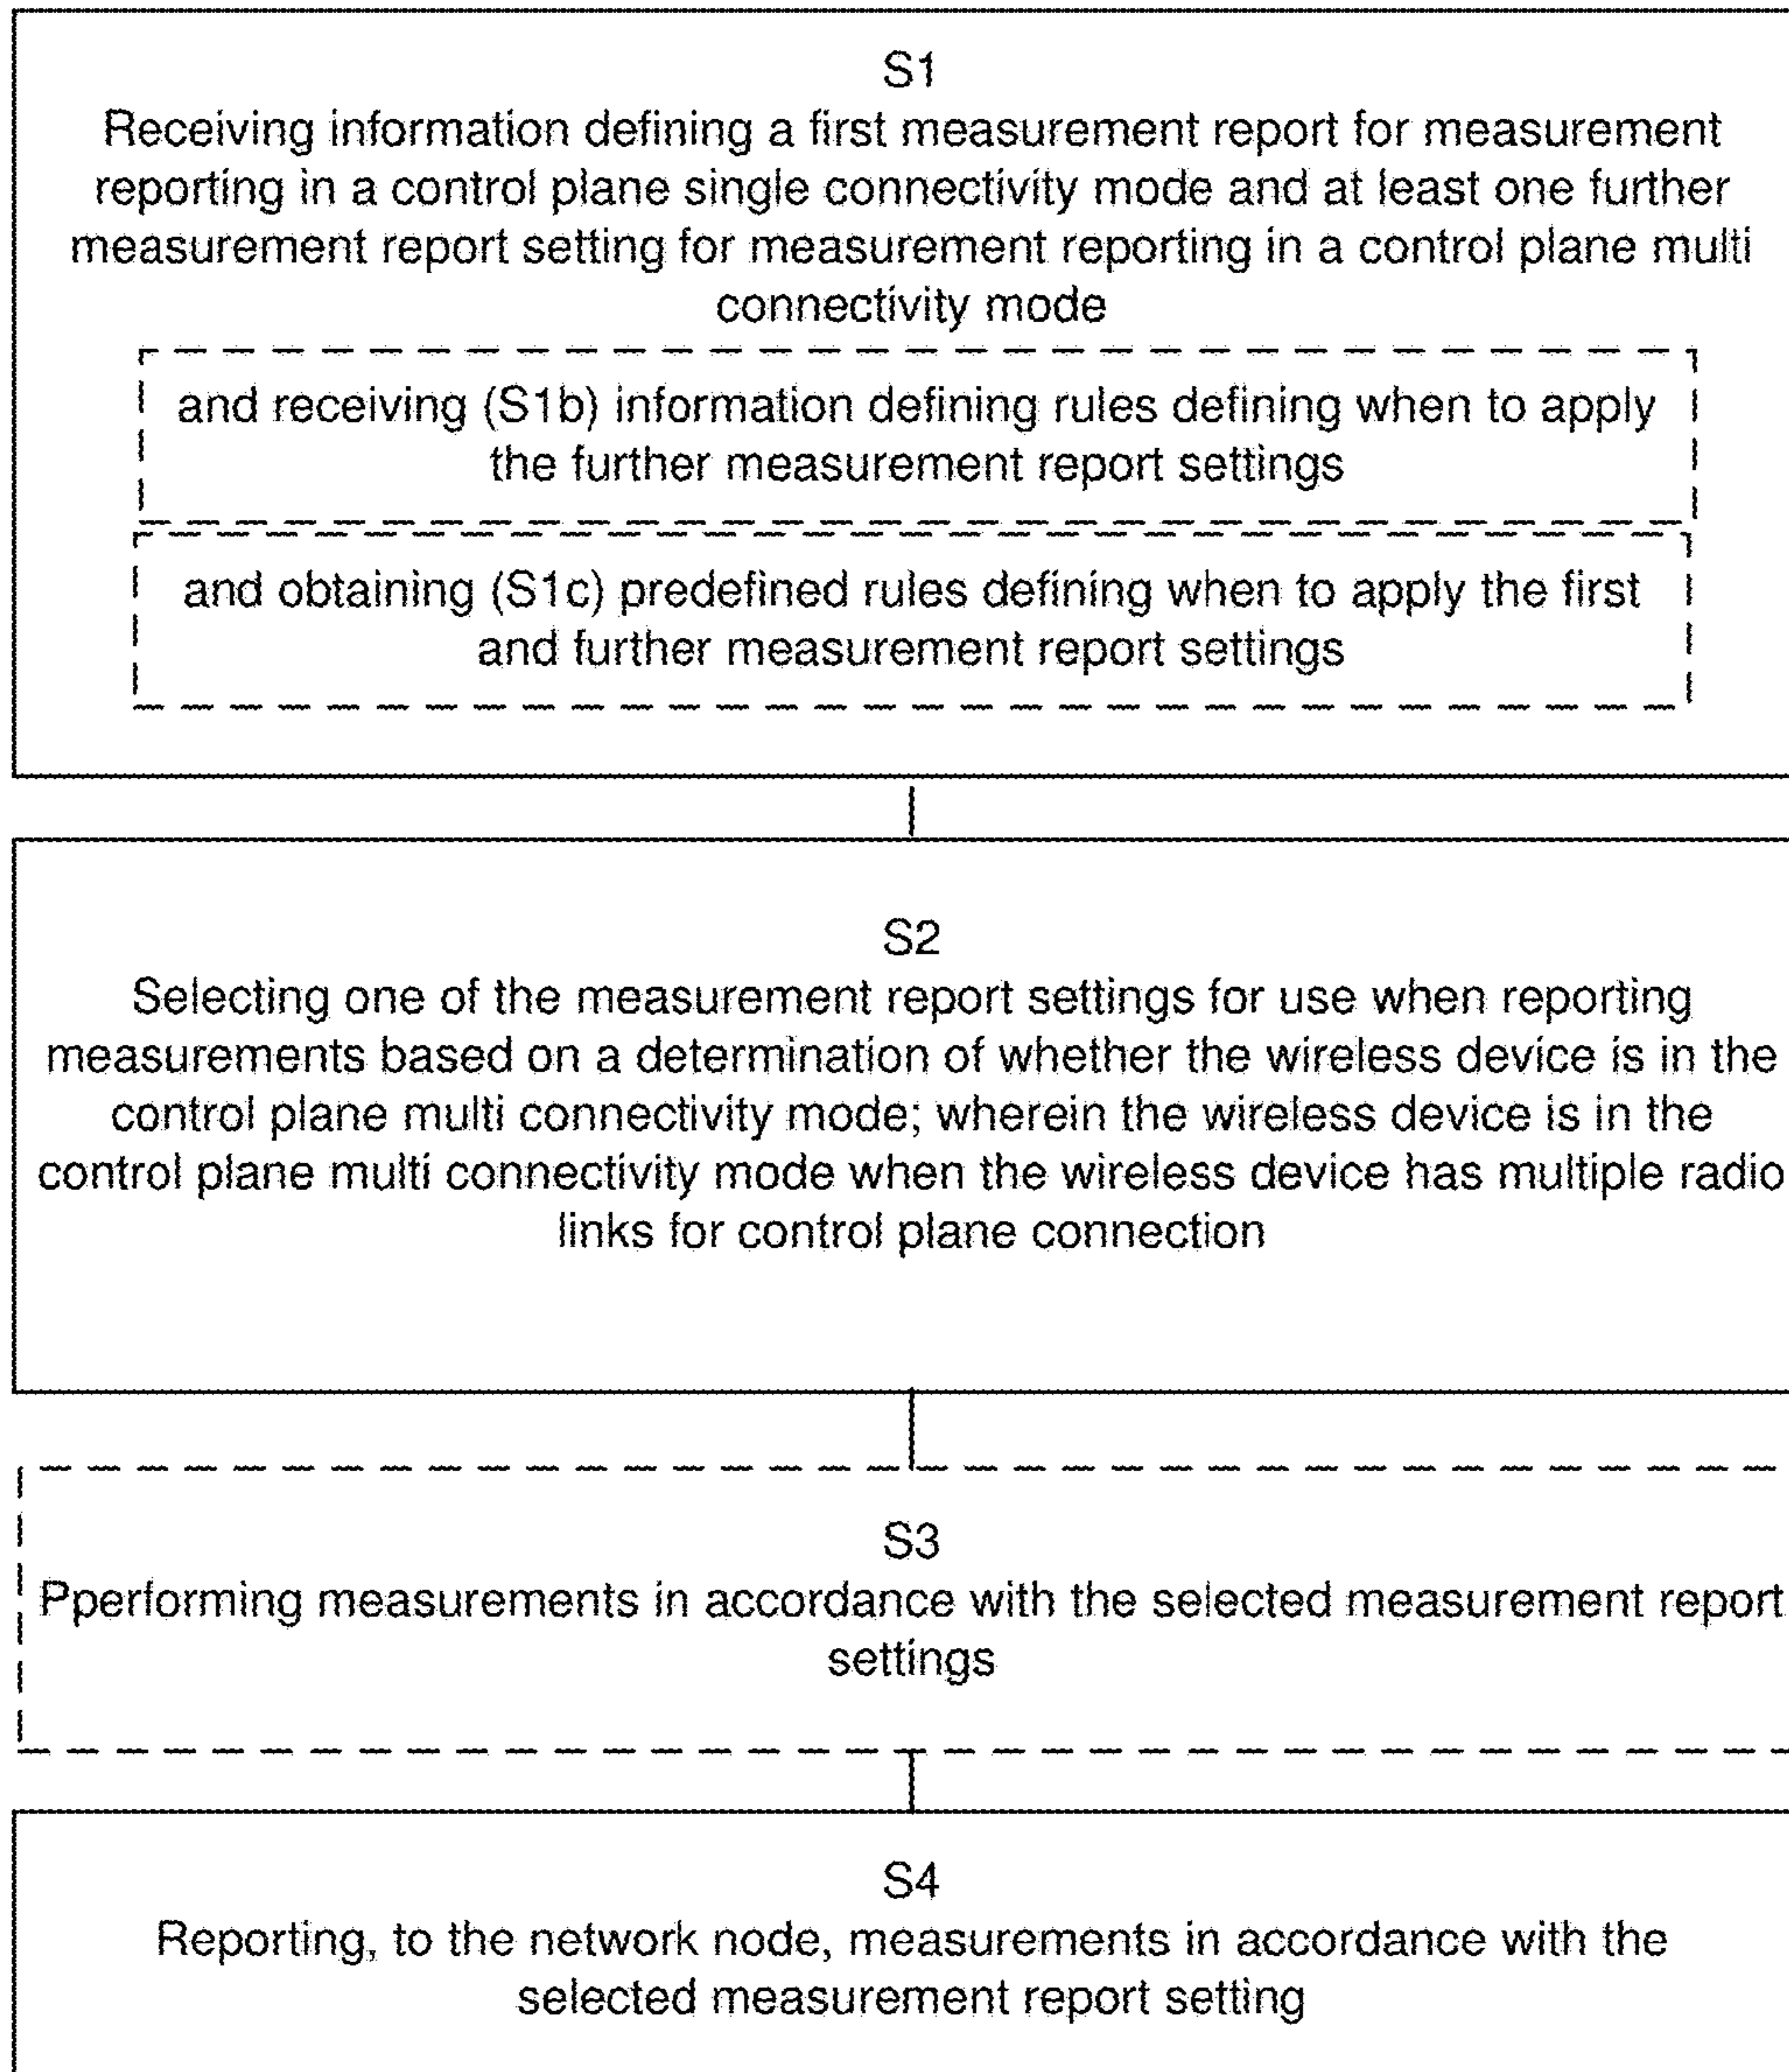 S1
Receiving information defining a first measurement report for measurement
reporting in a control plane single connectivity mode and at least one further
measurement report setting for measurement reporting in a control plane multi
connectivity mode
and receiving (S1b) information defining rules defining when to apply
the further measurement report settings
and obtaining (S1c) predefined rules defining when to apply the first
and further measurement report settings
S2
Selecting one of the measurement report settings for use when reporting
measurements based on a determination of whether the wireless device is in the
control plane multi connectivity mode; wherein the wireless device is in the
control plane multi connectivity mode when the wireless device has multiple radio
links for control plane connection
S3
Pperforming measurements in accordance with the selected measurement report
settings
S4
Reporting, to the network node, measurements in accordance with the
selected measurement report setting